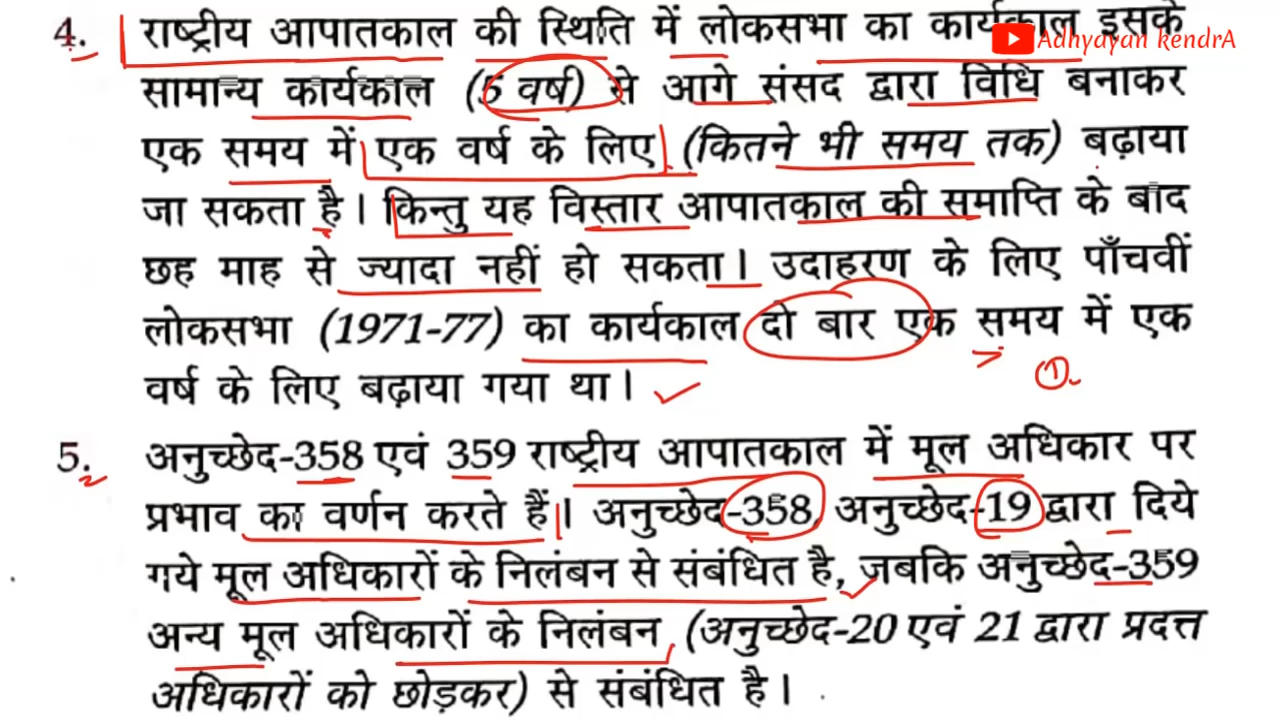 4. राष्ट्रीय आपातकाल की स्थिति में लोकसभा का कार्यकाल इसके
Adhyayan kendrA
सामान्य कार्यकाल (5 वर्ष) से आगे संसद द्वारा विधि बनाकर
एक समय में एक वर्ष के लिए (कितने भी समय तक) बढ़ाया
जा सकता है। किन्तु यह विस्तार आपातकाल की समाप्ति के बाद
छह माह से ज्यादा नहीं हो सकता। उदाहरण के लिए पाँचवीं
लोकसभा (1971-77) का कार्यकाल दो बार एक समय में एक
वर्ष के लिए बढ़ाया गया था।
1
5. अनुच्छेद-358 एवं 359 राष्ट्रीय आपातकाल में मूल अधिकार पर
प्रभाव का वर्णन करते हैं। अनुच्छेद-358, अनुच्छेद-19 द्वारा दिये
गये मूल अधिकारों के निलंबन से संबंधित है, जबकि अनुच्छेद-359
अन्य मूल अधिकारों के निलंबन (अनुच्छेद-20 एवं 21 द्वारा प्रदत्त
अधिकारों को छोड़कर) से संबंधित है।